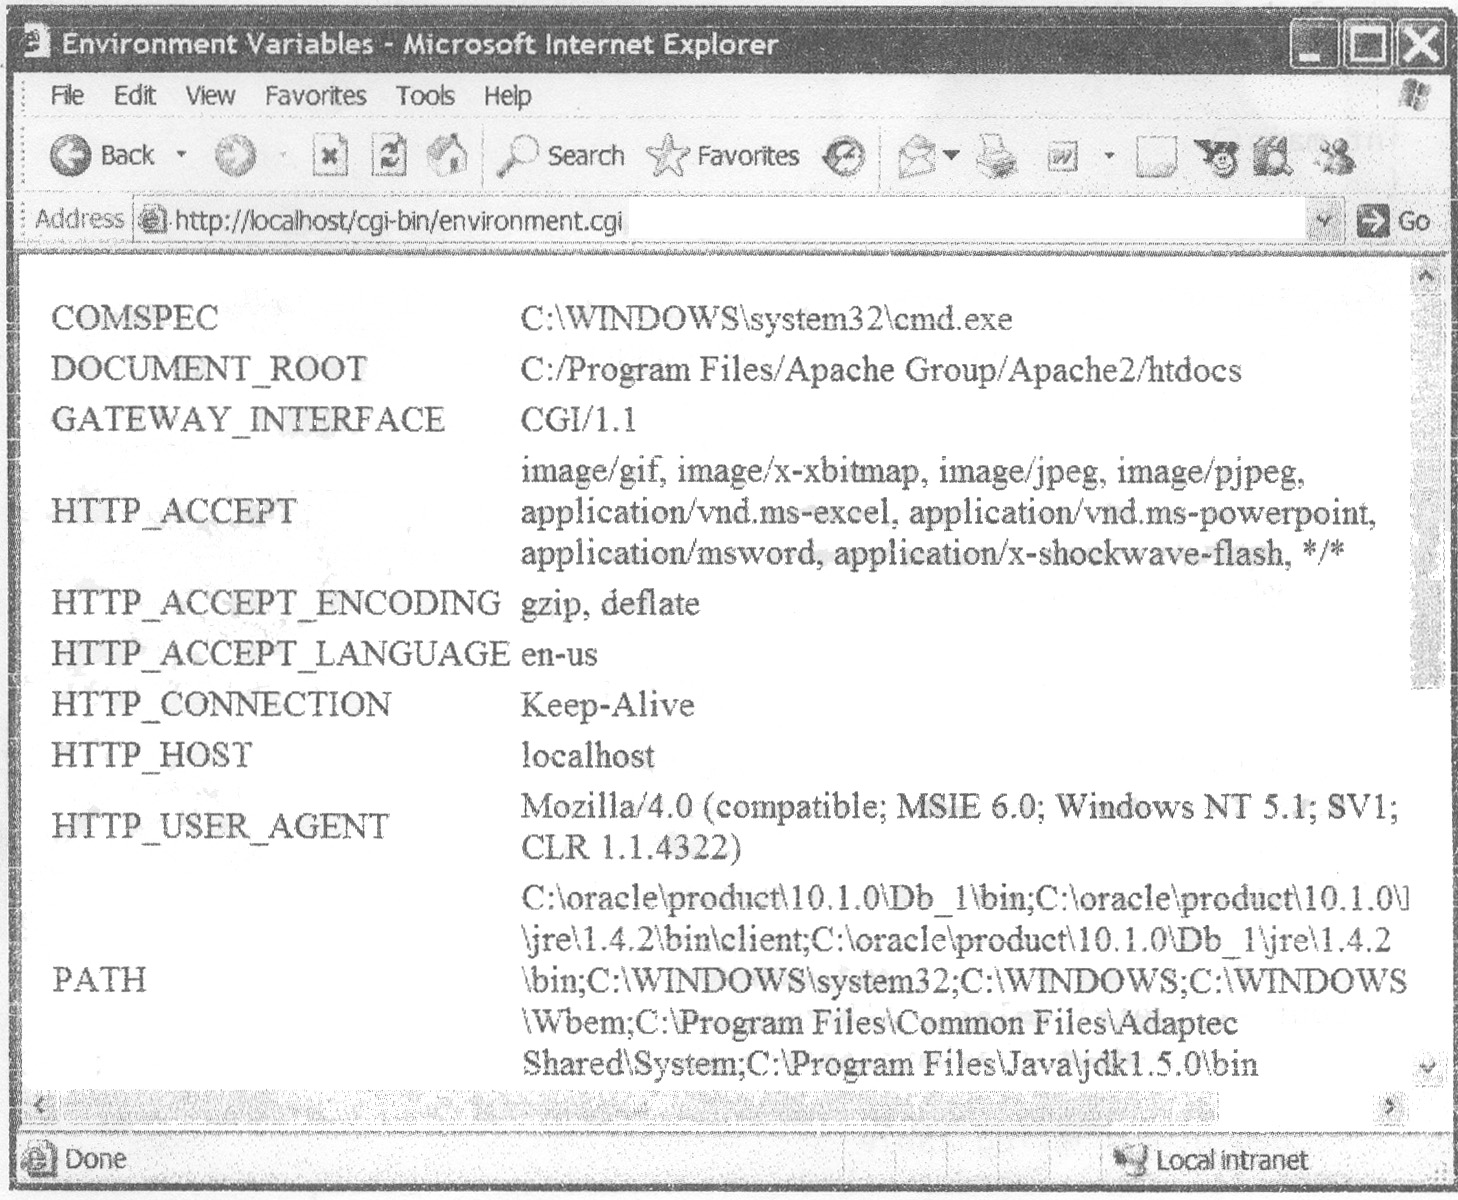 Environment Variables - Microsoft Internet Explorer
File Edit View Favorites Tools Help
Back Search Favorites
Address http://localhost/cgi-bin/environment.cgi Go
COMSPEC C:\WINDOWS\system32\cmd.exe
DOCUMENT_ROOT C:/Program Files/Apache Group/Apache2/htdocs
GATEWAY_INTERFACE CGI/1.1
HTTP_ACCEPT image/gif, image/x-xbitmap, image/jpeg, image/pjpeg,
application/vnd.ms-excel, application/vnd.ms-powerpoint,
application/msword, application/x-shockwave-flash, */*
HTTP_ACCEPT_ENCODING gzip, deflate
HTTP_ACCEPT_LANGUAGE en-us
HTTP_CONNECTION Keep-Alive
HTTP_HOST localhost
HTTP_USER_AGENT Mozilla/4.0 (compatible; MSIE 6.0; Windows NT 5.1; SV1;
CLR 1.1.4322)
PATH C:\oracle\product\10.1.0\Db_1\bin;C:\oracle\product\10.1.0\
\jre\1.4.2\bin\client;C:\oracle\product\10.1.0\Db_1\jre\1.4.2
\bin;C:\WINDOWS\system32;C:\WINDOWS;C:\WINDOWS
\Wbem;C:\Program Files\Common Files\Adaptec
Shared\System;C:\Program Files\Java\jdk1.5.0\bin
Done Local intranet